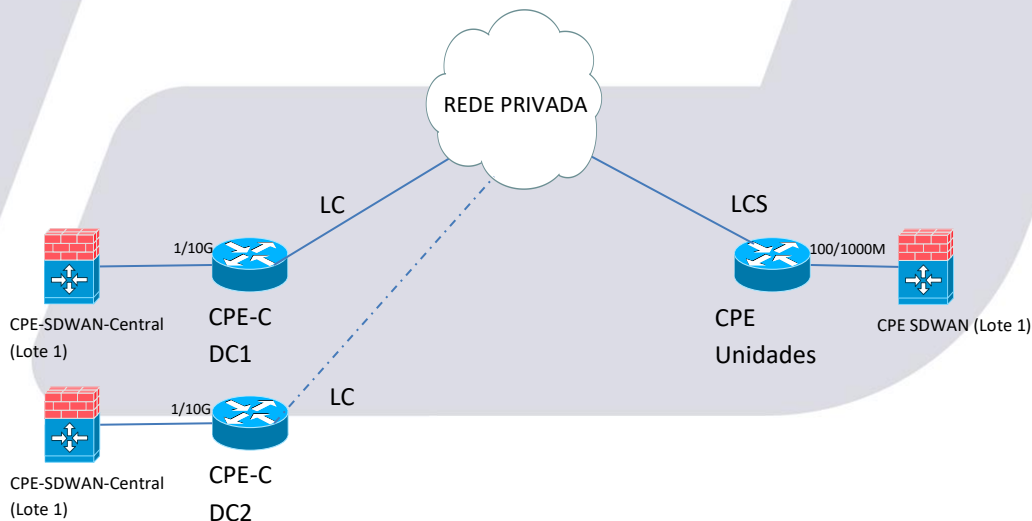 REDE PRIVADA
LC
LCS
1/10G
100/1000M
CPE-SDWAN-Central
(Lote 1)
CPE-C
DC1
CPE
Unidades
CPE SDWAN (Lote 1)
LC
1/10G
CPE-SDWAN-Central
(Lote 1)
CPE-C
DC2